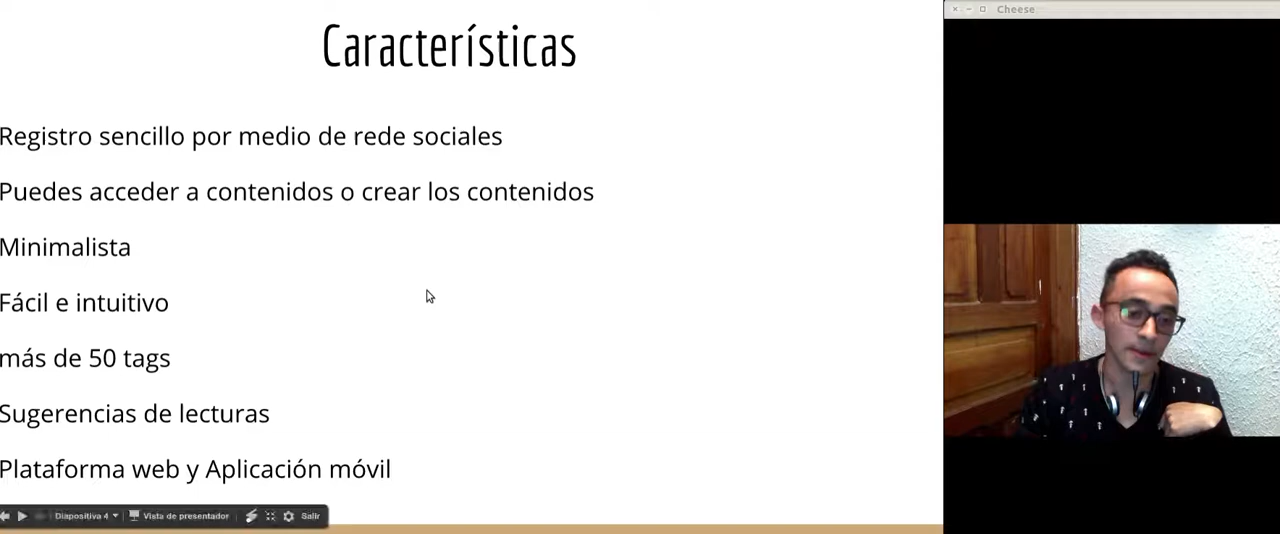 Características
Registro sencillo por medio de rede sociales
Puedes acceder a contenidos o crear los contenidos
Minimalista
Fácil e intuitivo
más de 50 tags
Sugerencias de lecturas
Plataforma web y Aplicación móvil
Diapositiva 4
Vista de presentador
Salir
Cheese